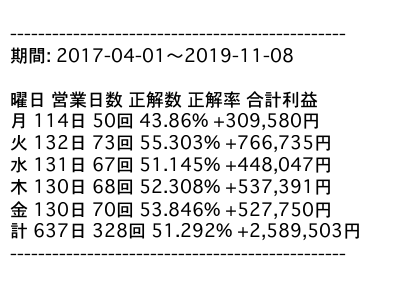 ------------------------------------------------
期間: 2017-04-01〜2019-11-08
曜日 営業日数 正解数 正解率 合計利益
月 114日 50回 43.86% +309,580円
火 132日 73回 55.303% +766,735円
水 131日 67回 51.145% +448,047円
木 130日 68回 52.308% +537,391円
金 130日 70回 53.846% +527,750円
計 637日 328回 51.292% +2,589,503円
------------------------------------------------